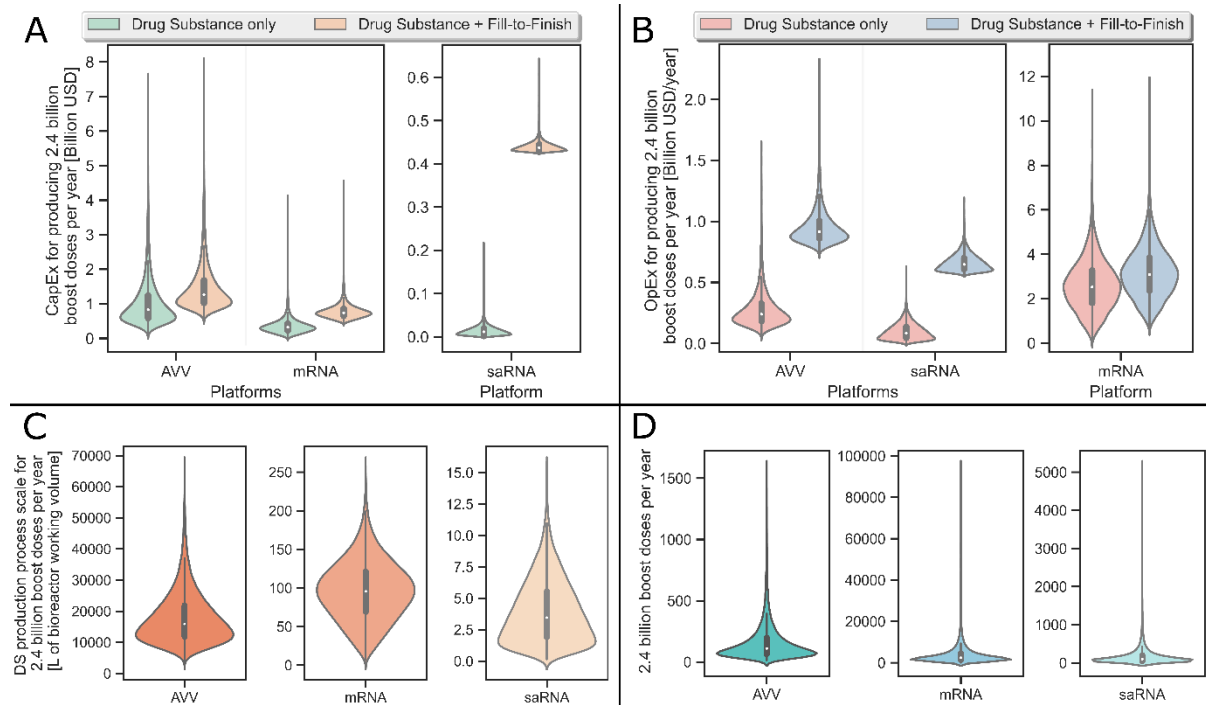 A
Drug Substance only
Drug Substance + Fill-to-Finish
CapEx for producing 2.4 billion
boost doses per year [Billion USD]
8
7
6
5
4
3
2
1
0
AVV
mRNA
Platforms
0.6
0.5
0.4
0.3
0.2
0.1
0.0
saRNA
Platform
B
Drug Substance only
Drug Substance + Fill-to-Finish
OpEx for producing 2.4 billion
boost doses per year [Billion USD/year]
2.0
1.5
1.0
0.5
0.0
AVV
saRNA
Platforms
12
10
8
6
4
2
0
mRNA
Platform
C
DS production process scale for
2.4 billion boost doses per year
[L of bioreactor working volume]
70000
60000
50000
40000
30000
20000
10000
0
AVV
250
200
150
100
50
0
mRNA
15.0
12.5
10.0
7.5
5.0
2.5
0.0
saRNA
D
2.4 billion boost doses per year
1500
1000
500
0
AVV
100000
80000
60000
40000
20000
0
mRNA
5000
4000
3000
2000
1000
0
saRNA